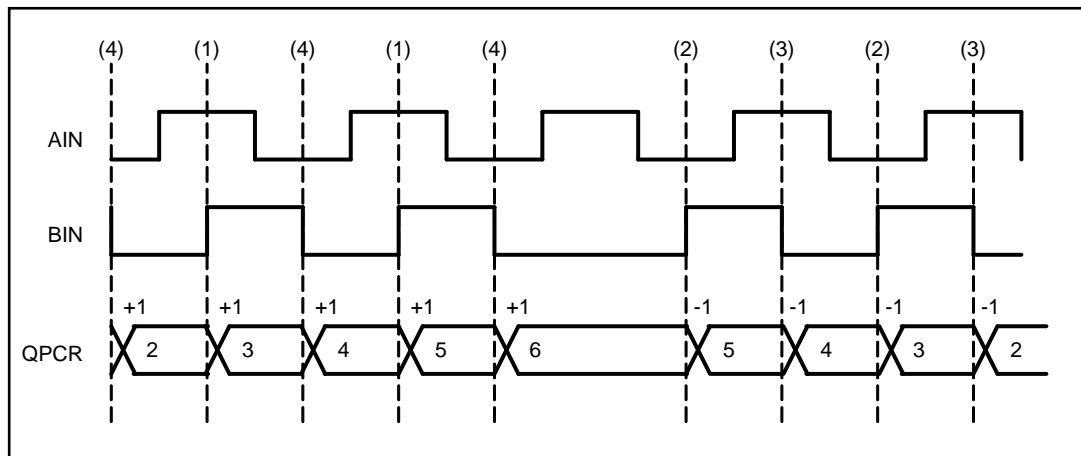 (4) (1) (4) (1) (4) (2) (3) (2) (3)
AIN
BIN
+1 +1 +1 +1 +1 -1 -1 -1 -1
QPCR 2 3 4 5 6 5 4 3 2